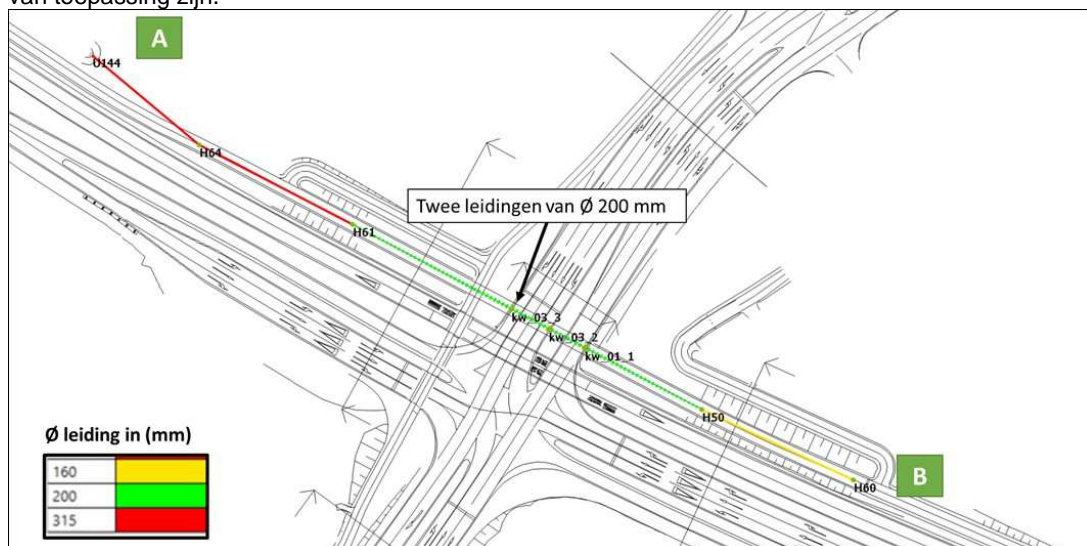 van toepassing zijn.
A
U144
H64
H61
Twee leidingen van Ø 200 mm
kw_03_3
kw_03_2
kw_01_1
H50
H60
B
Ø leiding in (mm)
160
200
315